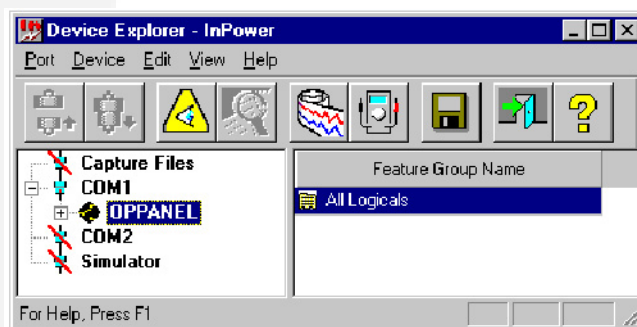 Device Explorer - InPower
Port Device Edit View Help
Capture Files
COM1
OPPANEL
COM2
Simulator
Feature Group Name
All Logicals
For Help, Press F1